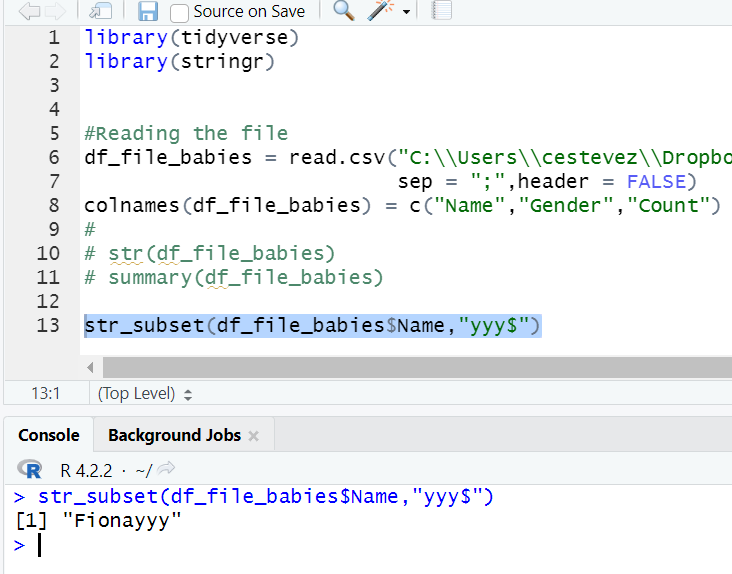 Source on Save
1 library(tidyverse)
2 library(stringr)
3
4
5 #Reading the file
6 df_file_babies = read.csv("C:\\Users\\cestevez\\Dropbo
7 sep = ";",header = FALSE)
8 colnames(df_file_babies) = c("Name","Gender","Count")
9 #
10 # str(df_file_babies)
11 # summary(df_file_babies)
12
13 str_subset(df_file_babies$Name,"yyy$")
13:1 (Top Level)
Console Background Jobs ×
R R 4.2.2 · ~/
> str_subset(df_file_babies$Name,"yyy$")
[1] "Fionayyy"
>